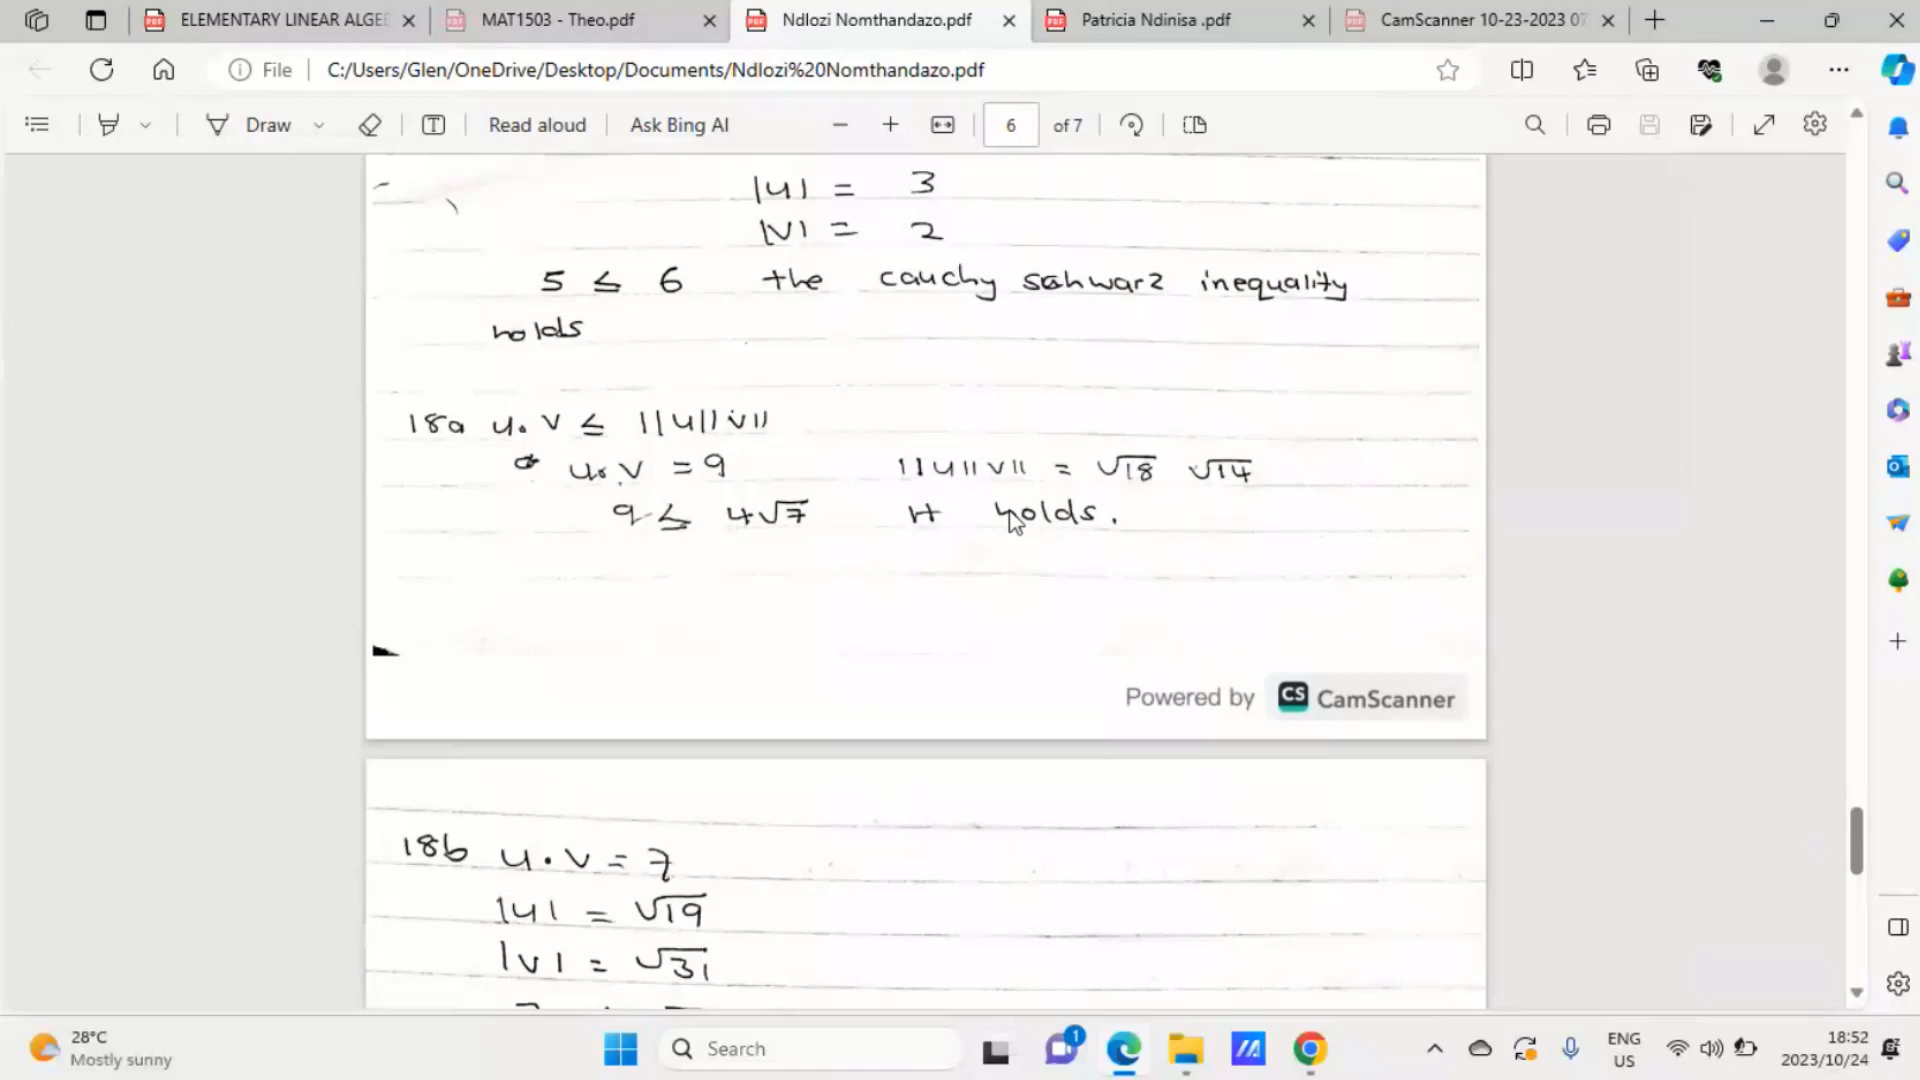 ELEMENTARY LINEAR ALGE
MAT1503 - Theo.pdf
Ndlozi Nomthandazo.pdf
Patricia Ndinisa .pdf
CamScanner 10-23-2023 07
File
C:/Users/Glen/OneDrive/Desktop/Documents/Ndlozi%20Nomthandazo.pdf
Draw
Read aloud
Ask Bing AI
6 of 7
|u| = 3
|v| = 2
5 ≤ 6 the cauchy schwarz inequality
holds
18a u. v ≤ ||u||v||
u. v = 9 ||u||v|| = √18 √14
9 ≤ 4√7 It holds.
Powered by CS CamScanner
18b u . v = 7
|u| = √19
|v| = √31
28°C
Mostly sunny
Search
1
ENG
US
18:52
2023/10/24